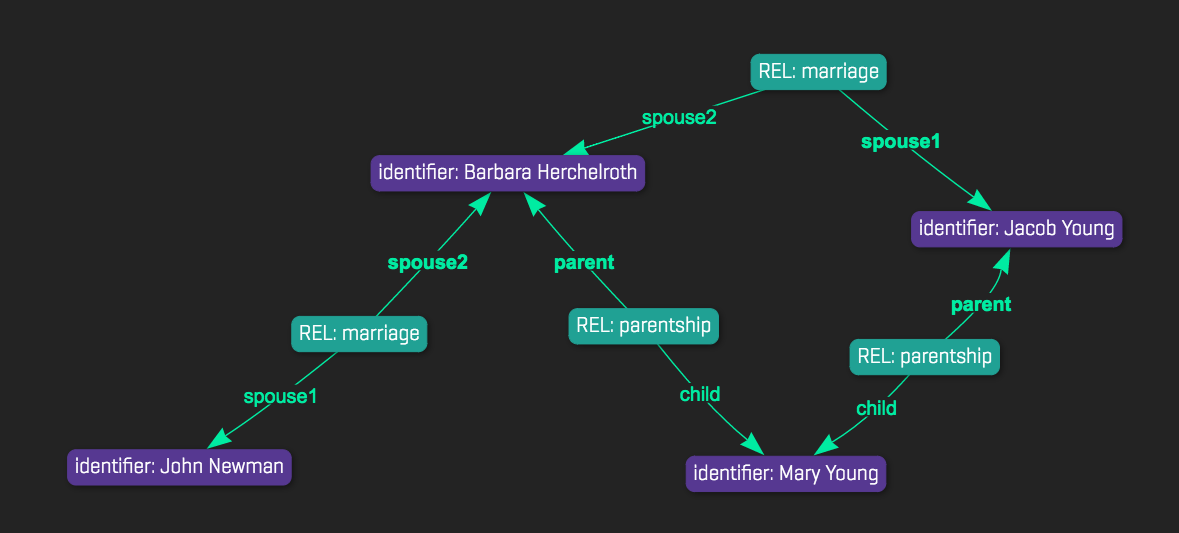 REL: marriage
spouse2
spouse1
identifier: Barbara Herchelroth
identifier: Jacob Young
spouse2
parent
parent
REL: parentship
REL: marriage
REL: parentship
child
spouse1
child
identifier: John Newman
identifier: Mary Young